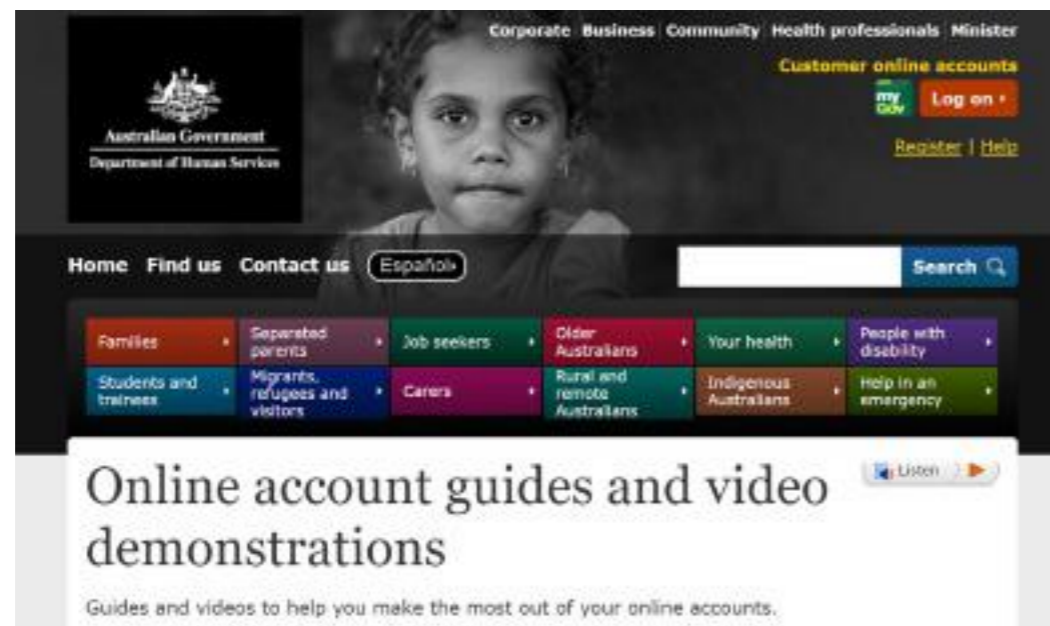 Corporate Business Community Health professionals Minister
Customer online accounts
my
Gov
Log on
Register | Help
Australian Government
Department of Human Services
Home Find us Contact us Español
Search
Families
Separated
parents
Job seekers
Older
Australians
Your health
People with
disability
Students and
trainees
Migrants,
refugees and
visitors
Carers
Rural and
remote
Australians
Indigenous
Australians
Help in an
emergency
Online account guides and video
demonstrations
Listen
Guides and videos to help you make the most out of your online accounts.